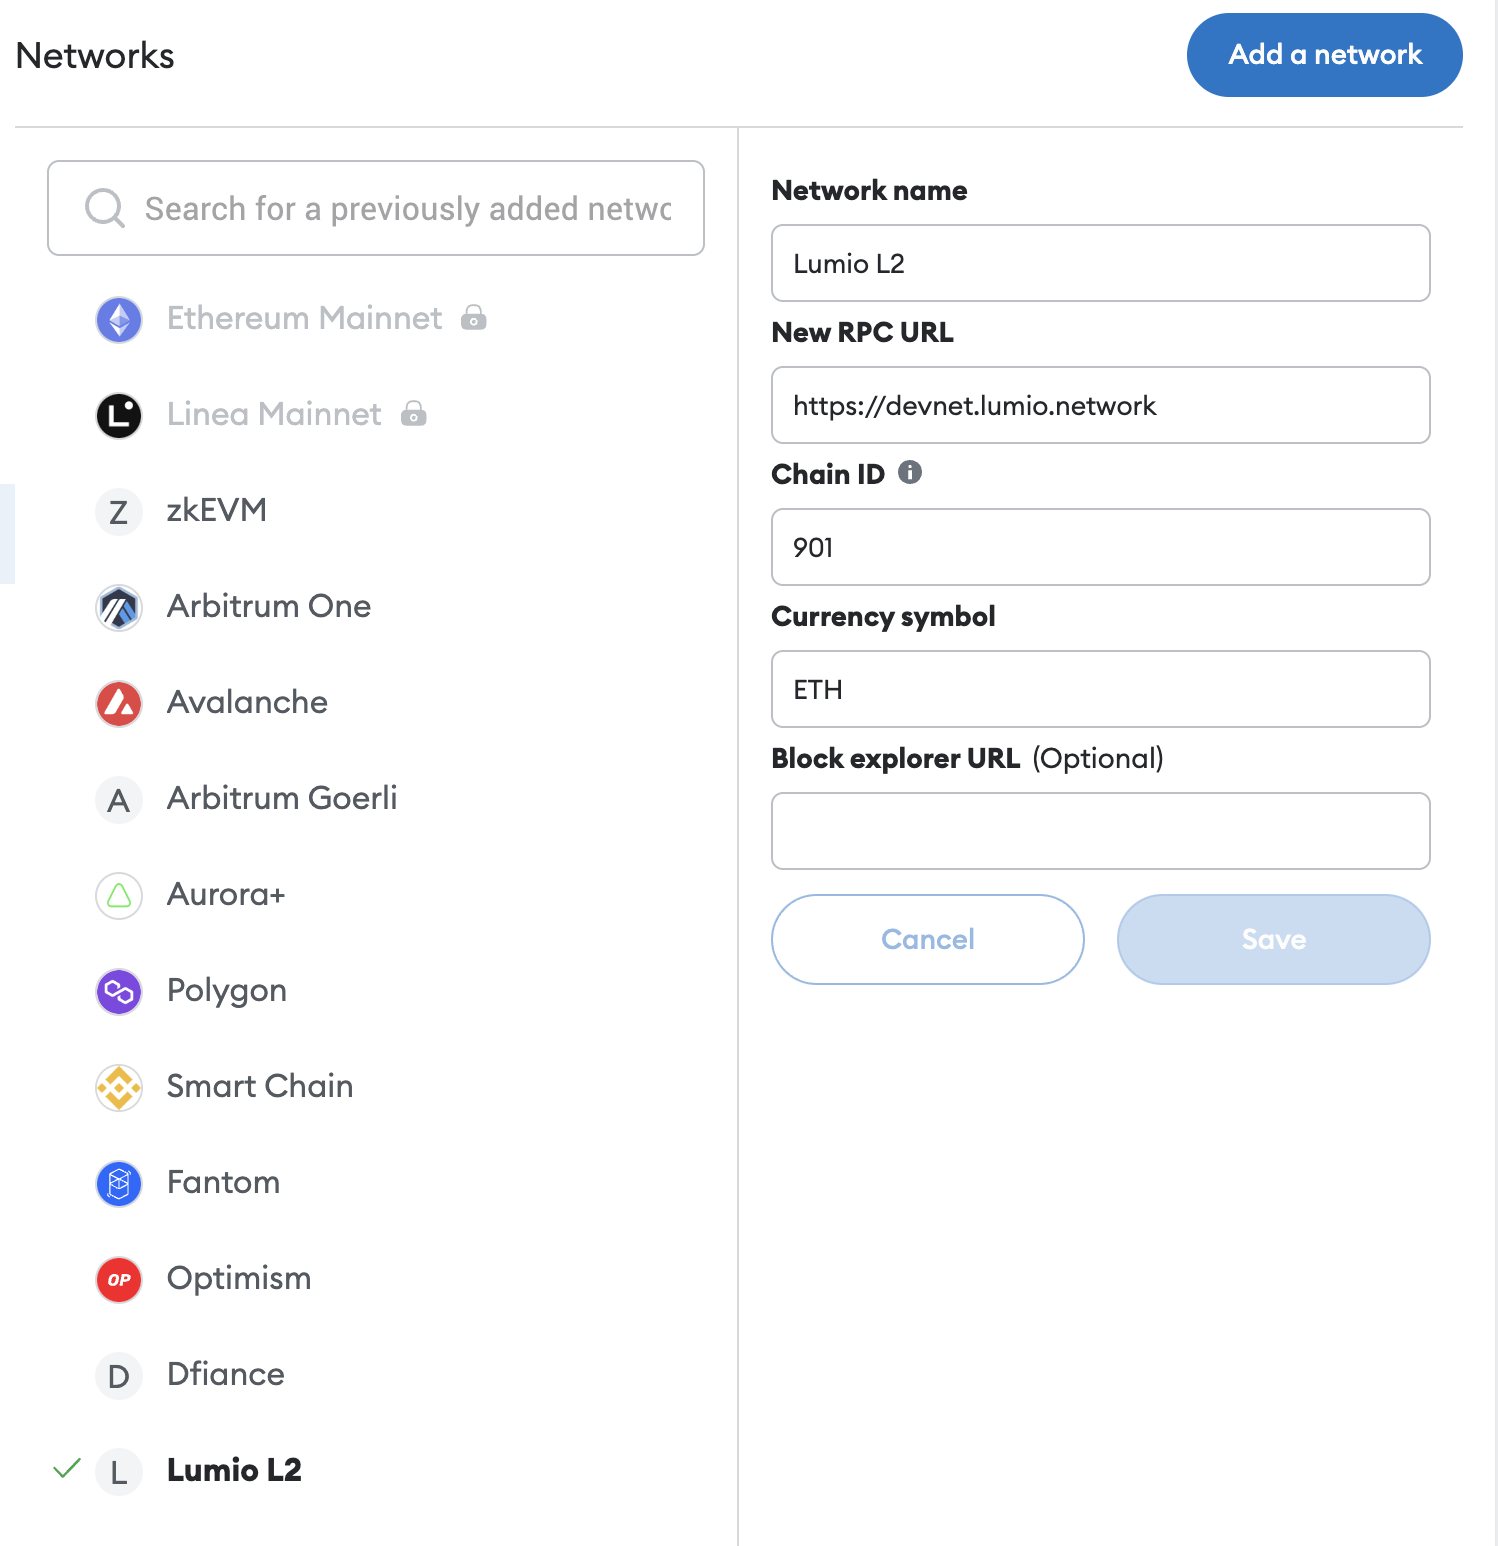 Networks
Add a network
Search for a previously added netwo
Ethereum Mainnet
Linea Mainnet
Z zkEVM
Arbitrum One
Avalanche
A Arbitrum Goerli
Aurora+
Polygon
Smart Chain
Fantom
OP Optimism
D Dfiance
L Lumio L2
Network name
Lumio L2
New RPC URL
https://devnet.lumio.network
Chain ID
901
Currency symbol
ETH
Block explorer URL (Optional)
Cancel
Save